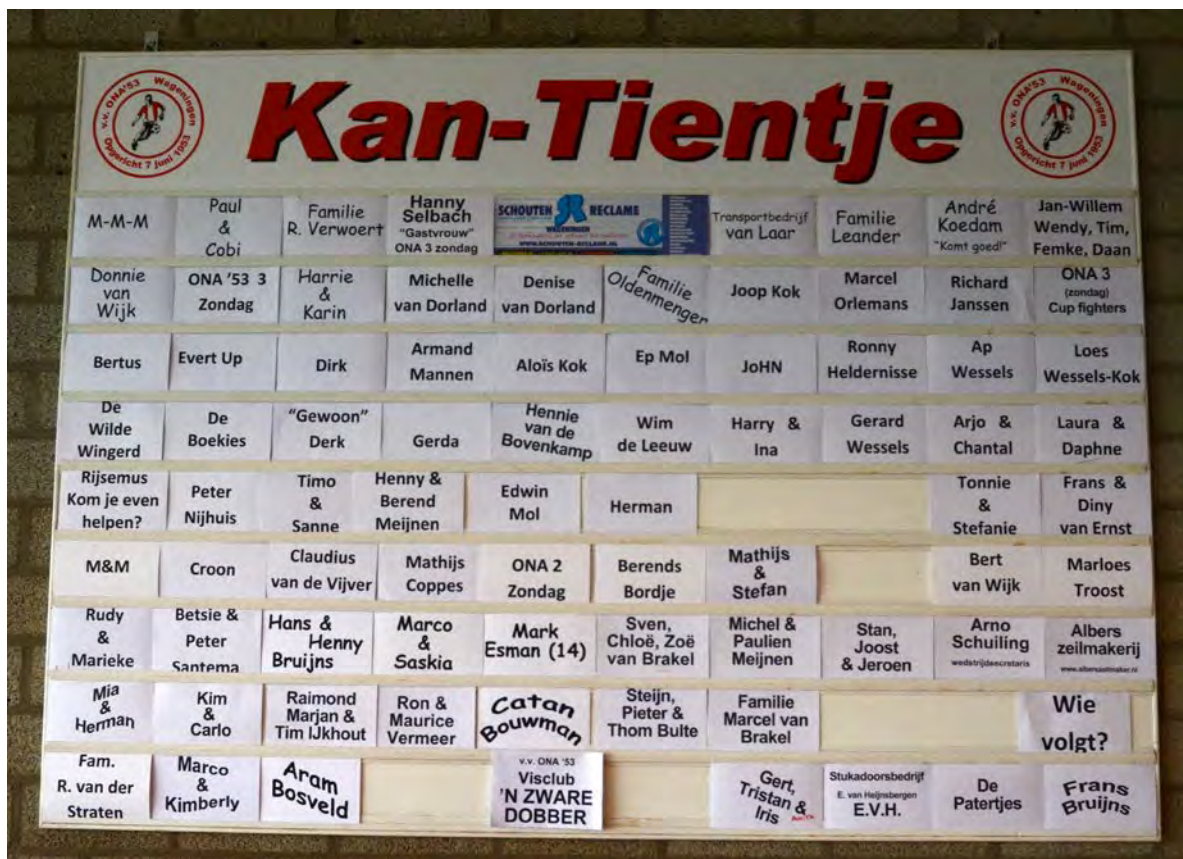 v.v. ONA'53 Wageningen
Opgericht 7 juni 1953
Kan-Tientje
v.v. ONA'53 Wageningen
Opgericht 7 juni 1953
M-M-M
Paul
&
Cobi
Familie
R. Verwoert
Hanny
Selbach
"Gastvrouw"
ONA 3 zondag
SCHOUTEN RECLAME
WAGENINGEN
WWW.SCHOUTEN-RECLAME.NL
Transportbedrijf
van Laar
Familie
Leander
André
Koedam
"Komt goed!"
Jan-Willem
Wendy, Tim,
Femke, Daan
Donnie
van
Wijk
ONA '53 3
Zondag
Harrie
&
Karin
Michelle
van Dorland
Denise
van Dorland
Familie
Oldenmenger
Joop Kok
Marcel
Orlemans
Richard
Janssen
ONA 3
(zondag)
Cup fighters
Bertus
Evert Up
Dirk
Armand
Mannen
Aloïs Kok
Ep Mol
JoHN
Ronny
Heldernisse
Ap
Wessels
Loes
Wessels-Kok
De
Wilde
Wingerd
De
Boekies
"Gewoon"
Derk
Gerda
Hennie
van de
Bovenkamp
Wim
de Leeuw
Harry &
Ina
Gerard
Wessels
Arjo &
Chantal
Laura &
Daphne
Rijsemus
Kom je even
helpen?
Peter
Nijhuis
Timo
&
Sanne
Henny &
Berend
Meijnen
Edwin
Mol
Herman
Tonnie
&
Stefanie
Frans &
Diny
van Ernst
M&M
Croon
Claudius
van de Vijver
Mathijs
Coppes
ONA 2
Zondag
Berends
Bordje
Mathijs
&
Stefan
Bert
van Wijk
Marloes
Troost
Rudy
&
Marieke
Betsie &
Peter
Santema
Hans &
Henny
Bruijns
Marco
&
Saskia
Mark
Esman (14)
Sven,
Chloë, Zoë
van Brakel
Michel &
Paulien
Meijnen
Stan,
Joost
& Jeroen
Arno
Schuiling
wedstrijdsecretaris
Albers
zeilmakerij
www.alberszeilmaker.nl
Mia
&
Herman
Kim
&
Carlo
Raimond
Marjan &
Tim IJkhout
Ron &
Maurice
Vermeer
Catan
Bouwman
Steijn,
Pieter &
Thom Bulte
Familie
Marcel van
Brakel
Wie
volgt?
Fam.
R. van der
Straten
Marco
&
Kimberly
Aram
Bosveld
v.v. ONA '53
Visclub
'N ZWARE
DOBBER
Gert,
Tristan &
Iris
Stukadoorsbedrijf
E. van Heijnsbergen
E.V.H.
De
Patertjes
Frans
Bruijns